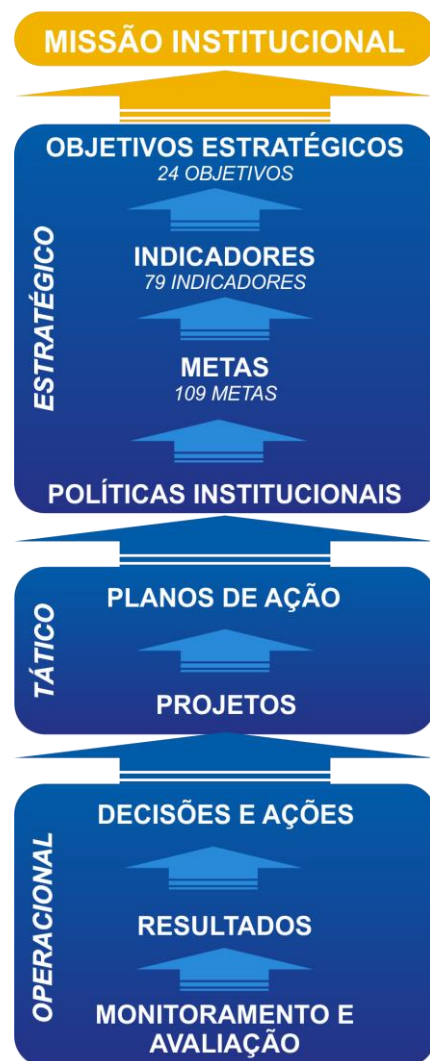 MISSÃO INSTITUCIONAL
ESTRATÉGICO
OBJETIVOS ESTRATÉGICOS
24 OBJETIVOS
INDICADORES
79 INDICADORES
METAS
109 METAS
POLÍTICAS INSTITUCIONAIS
TÁTICO
PLANOS DE AÇÃO
PROJETOS
OPERACIONAL
DECISÕES E AÇÕES
RESULTADOS
MONITORAMENTO E
AVALIAÇÃO